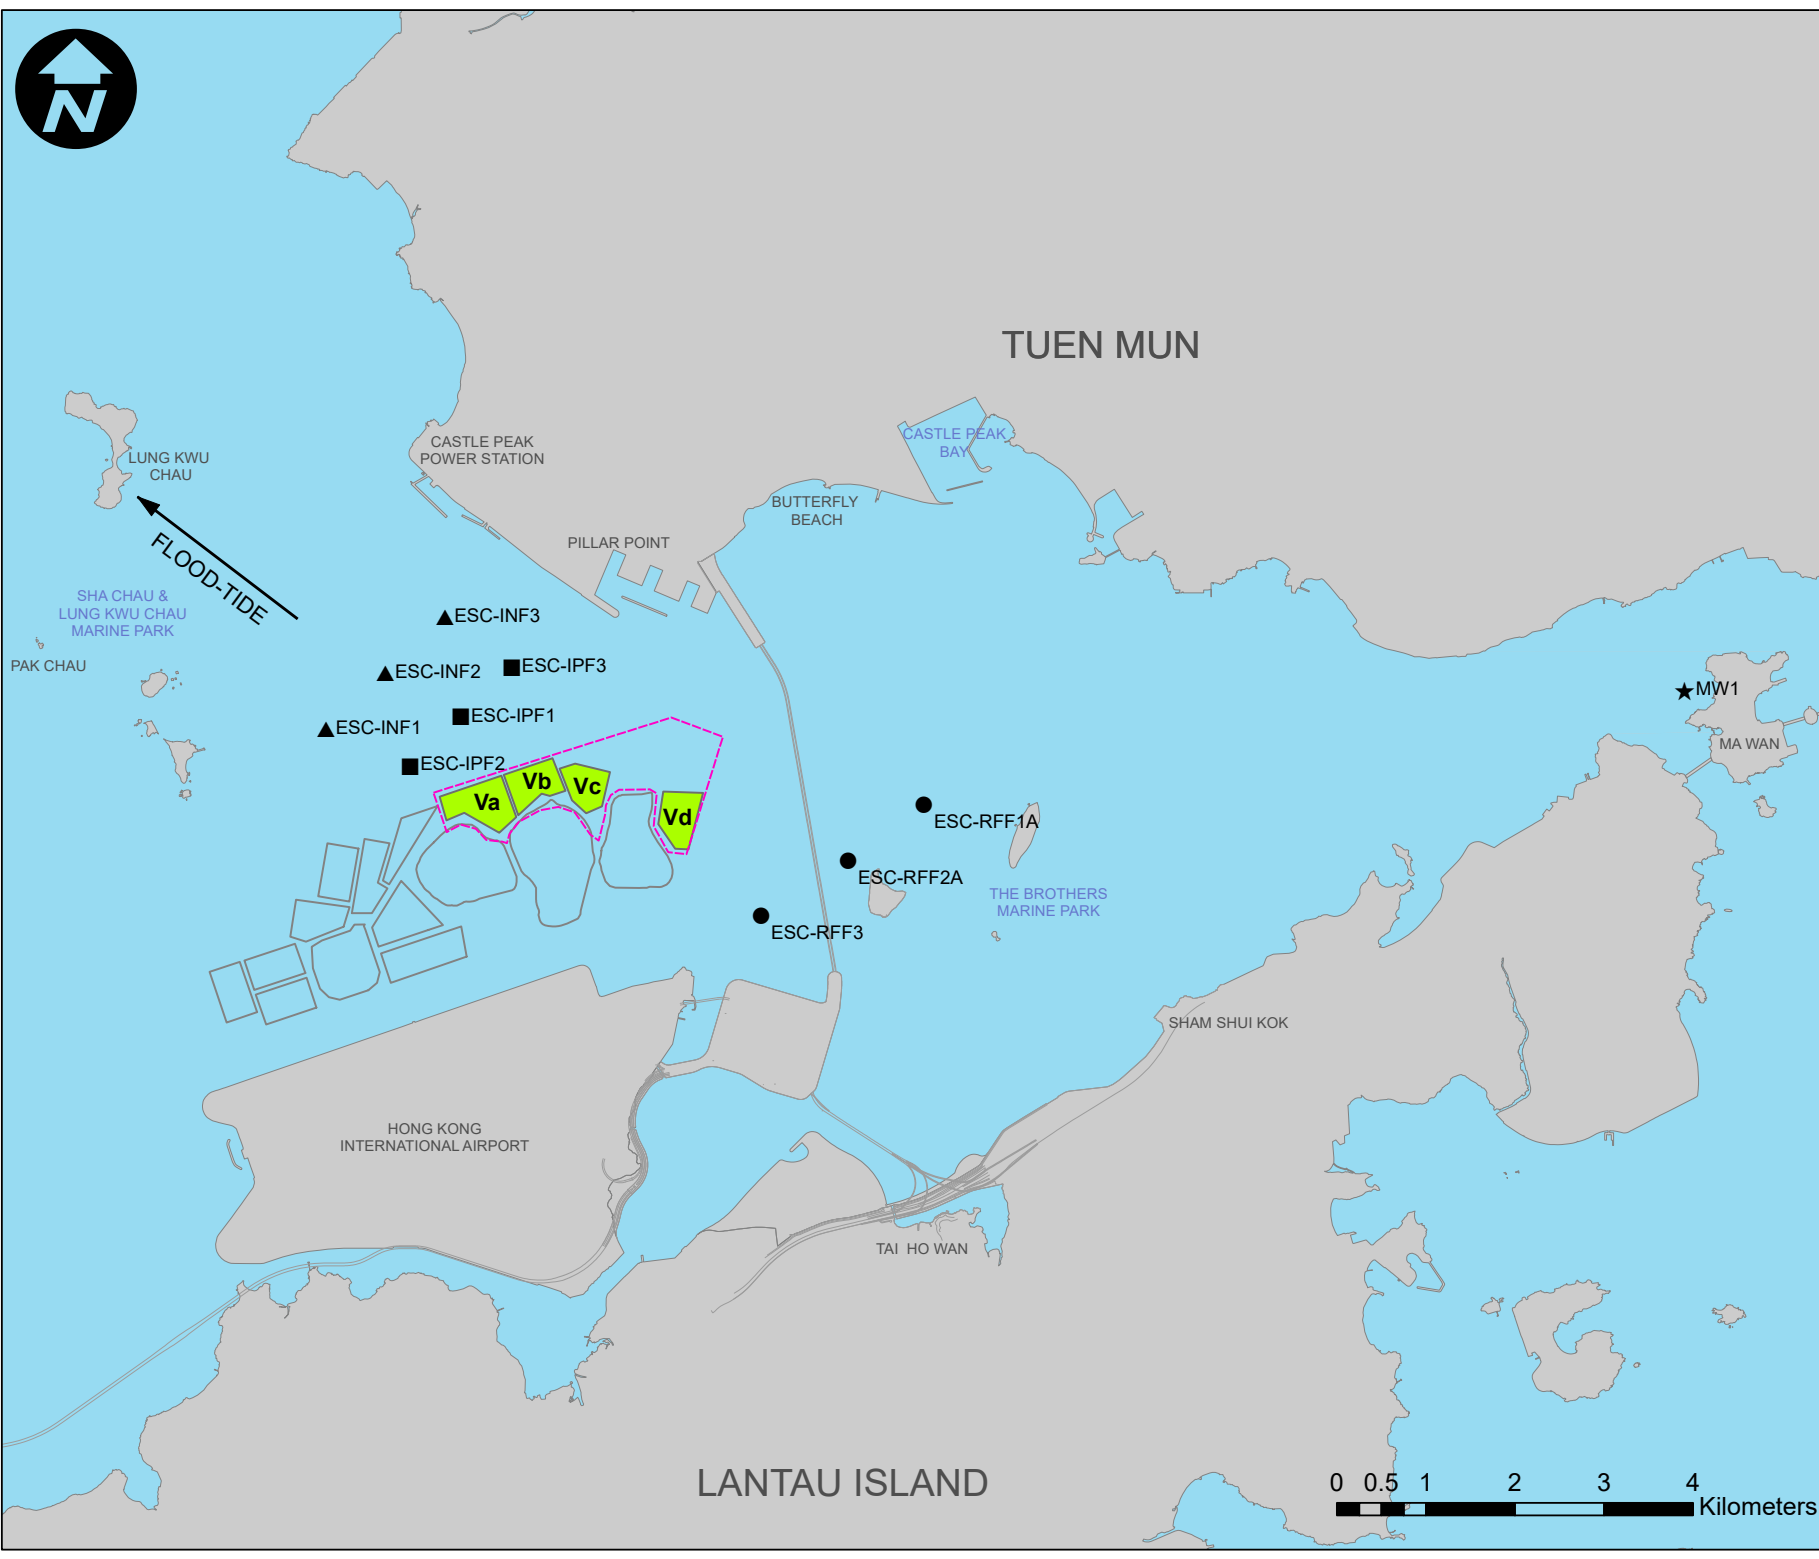 N
TUEN MUN
CASTLE PEAK
BAY
CASTLE PEAK
POWER STATION
LUNG KWU
CHAU
BUTTERFLY
BEACH
PILLAR POINT
FLOOD-TIDE
SHA CHAU &
LUNG KWU CHAU
MARINE PARK
PAK CHAU
ESC-INF3
ESC-IPF3
ESC-INF2
ESC-IPF1
ESC-INF1
ESC-IPF2
MW1
MA WAN
Va
Vb
Vc
Vd
ESC-RFF1A
ESC-RFF2A
ESC-RFF3
THE BROTHERS
MARINE PARK
SHAM SHUI KOK
HONG KONG
INTERNATIONAL AIRPORT
TAI HO WAN
LANTAU ISLAND
0 0.5 1 2 3 4
Kilometers